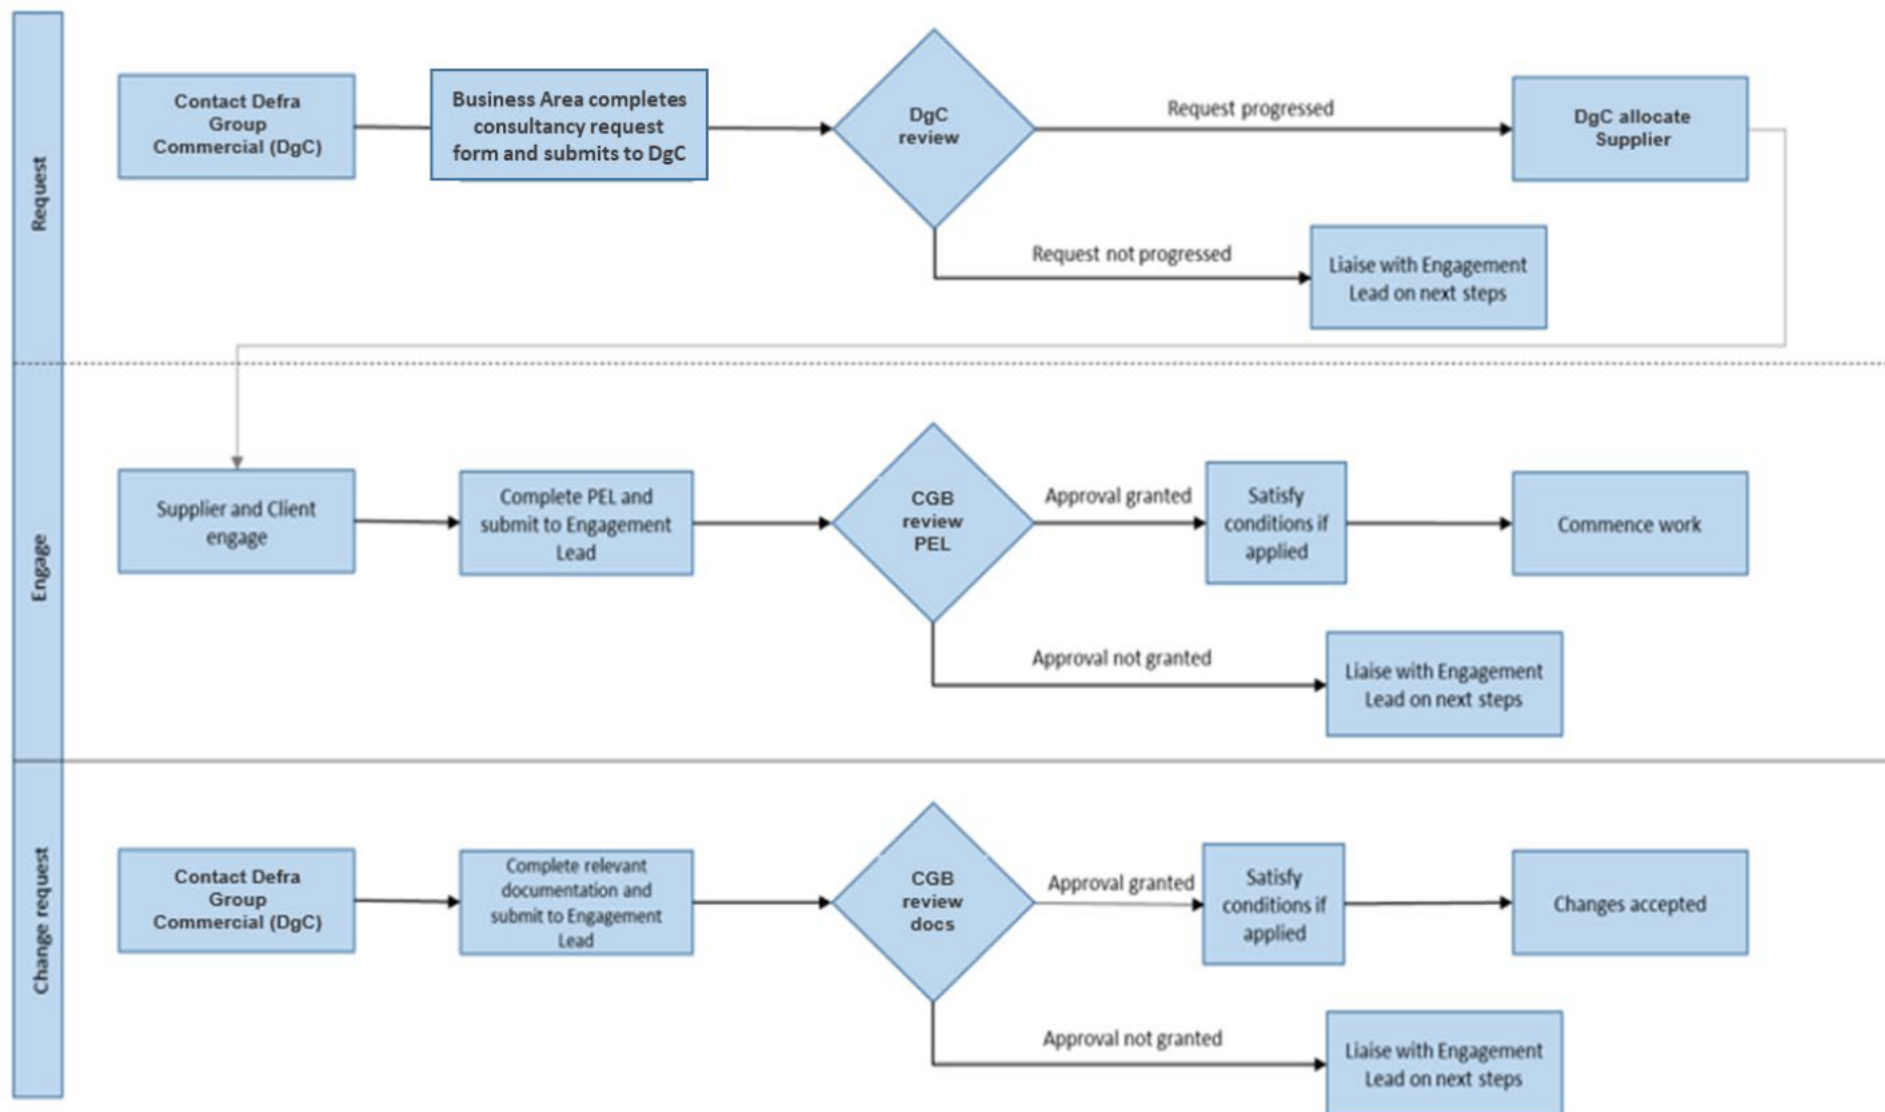 Request
Contact Defra
Group
Commercial (DgC)
Business Area completes
consultancy request
form and submits to DgC
DgC
review
Request progressed
DgC allocate
Supplier
Request not progressed
Liaise with Engagement
Lead on next steps
Engage
Supplier and Client
engage
Complete PEL and
submit to Engagement
Lead
CGB
review
PEL
Approval granted
Satisfy
conditions if
applied
Commence work
Approval not granted
Liaise with Engagement
Lead on next steps
Change request
Contact Defra
Group
Commercial (DgC)
Complete relevant
documentation and
submit to Engagement
Lead
CGB
review
docs
Approval granted
Satisfy
conditions if
applied
Changes accepted
Approval not granted
Liaise with Engagement
Lead on next steps